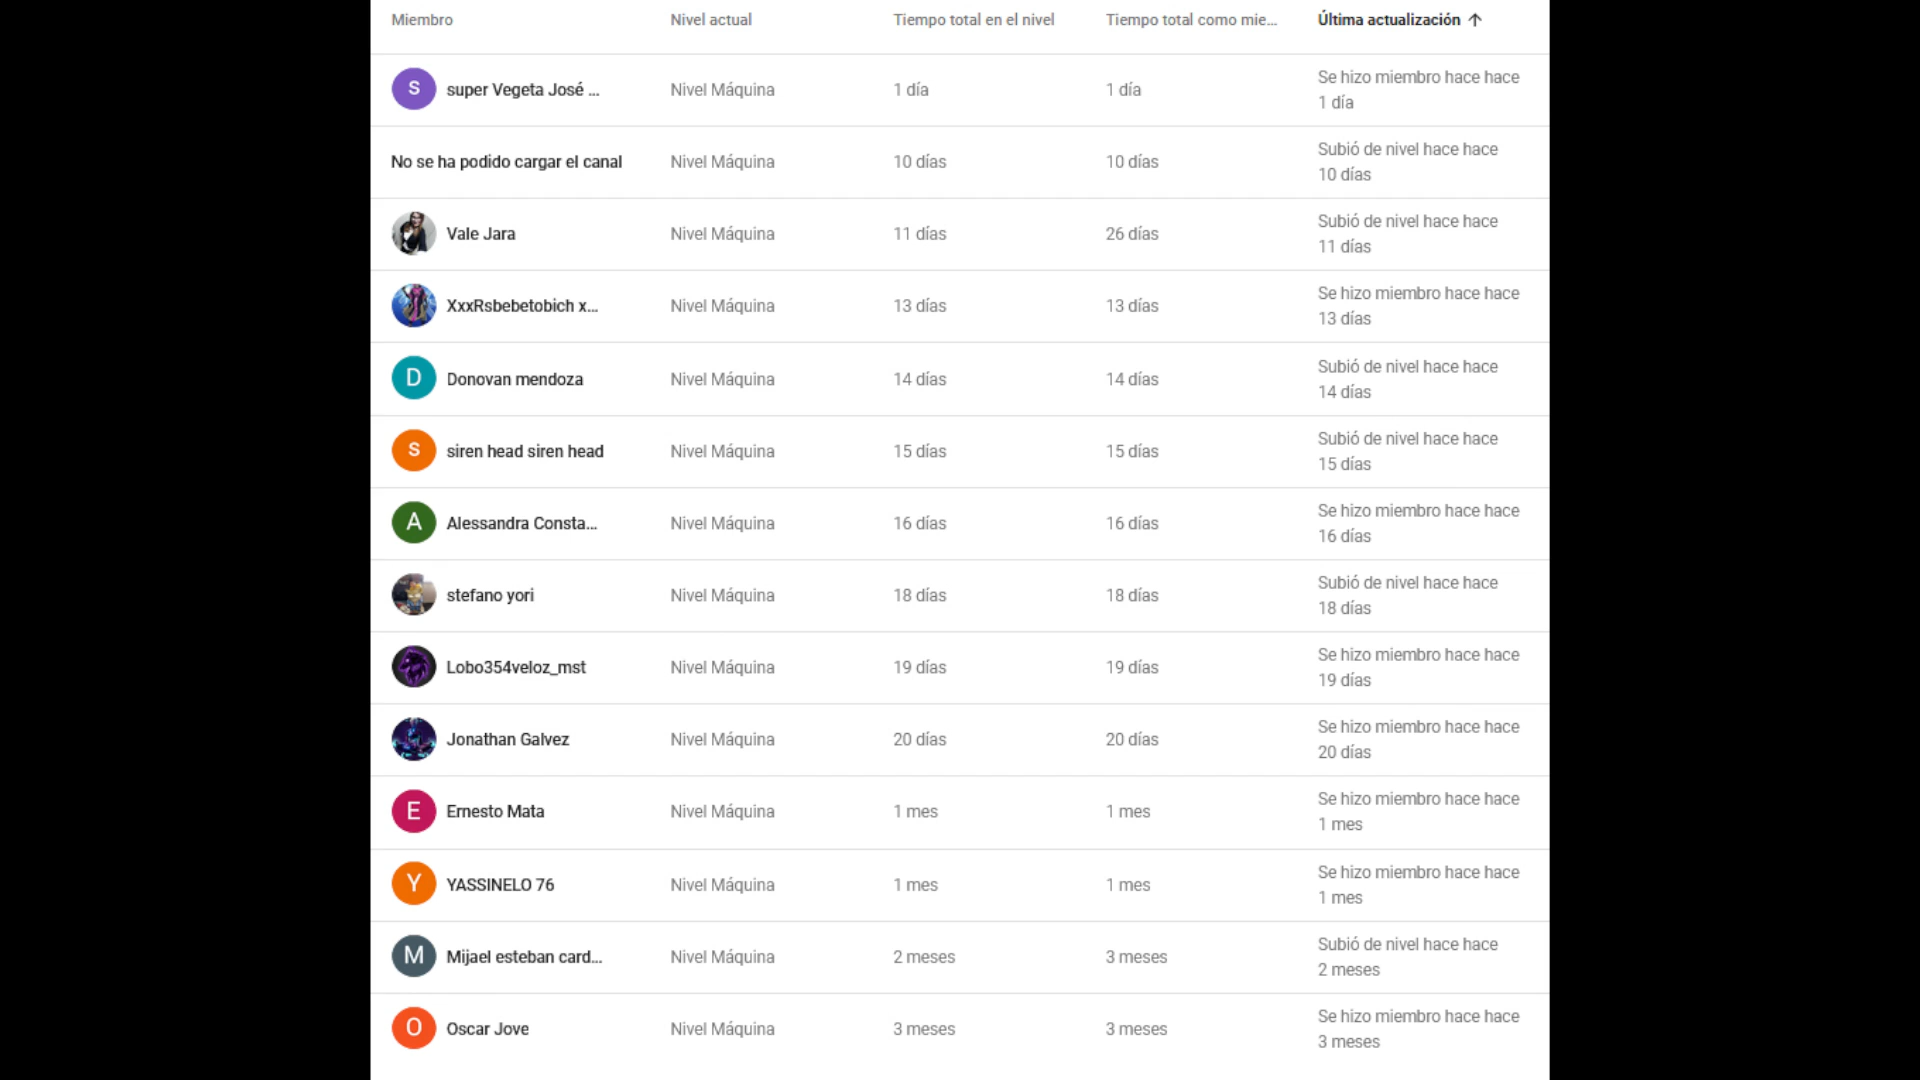 Miembro Nivel actual Tiempo total en el nivel Tiempo total como mie... Última actualización
S super Vegeta José ... Nivel Máquina 1 día 1 día Se hizo miembro hace hace
1 día
No se ha podido cargar el canal Nivel Máquina 10 días 10 días Subió de nivel hace hace
10 días
Vale Jara Nivel Máquina 11 días 26 días Subió de nivel hace hace
11 días
XxxRsbebetobich x... Nivel Máquina 13 días 13 días Se hizo miembro hace hace
13 días
D Donovan mendoza Nivel Máquina 14 días 14 días Subió de nivel hace hace
14 días
S siren head siren head Nivel Máquina 15 días 15 días Subió de nivel hace hace
15 días
A Alessandra Consta... Nivel Máquina 16 días 16 días Se hizo miembro hace hace
16 días
stefano yori Nivel Máquina 18 días 18 días Subió de nivel hace hace
18 días
Lobo354veloz_mst Nivel Máquina 19 días 19 días Se hizo miembro hace hace
19 días
Jonathan Galvez Nivel Máquina 20 días 20 días Se hizo miembro hace hace
20 días
E Ernesto Mata Nivel Máquina 1 mes 1 mes Se hizo miembro hace hace
1 mes
Y YASSINELO 76 Nivel Máquina 1 mes 1 mes Se hizo miembro hace hace
1 mes
M Mijael esteban card... Nivel Máquina 2 meses 3 meses Subió de nivel hace hace
2 meses
O Oscar Jove Nivel Máquina 3 meses 3 meses Se hizo miembro hace hace
3 meses